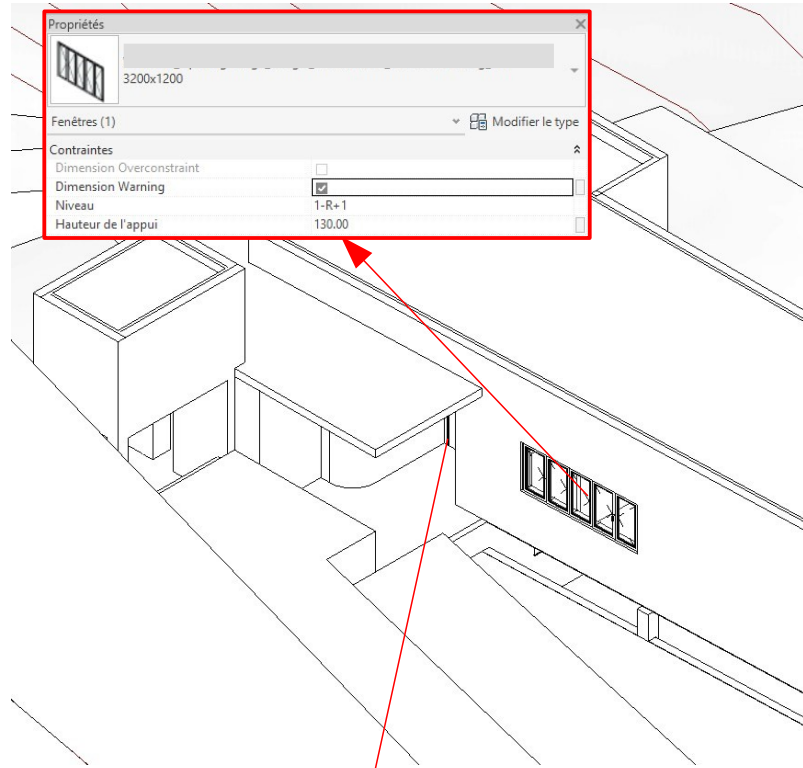 Propriétés
3200x1200
Fenêtres (1)
Modifier le type
Contraintes
Dimension Overconstraint
Dimension Warning
Niveau 1-R+1
Hauteur de l'appui 130.00